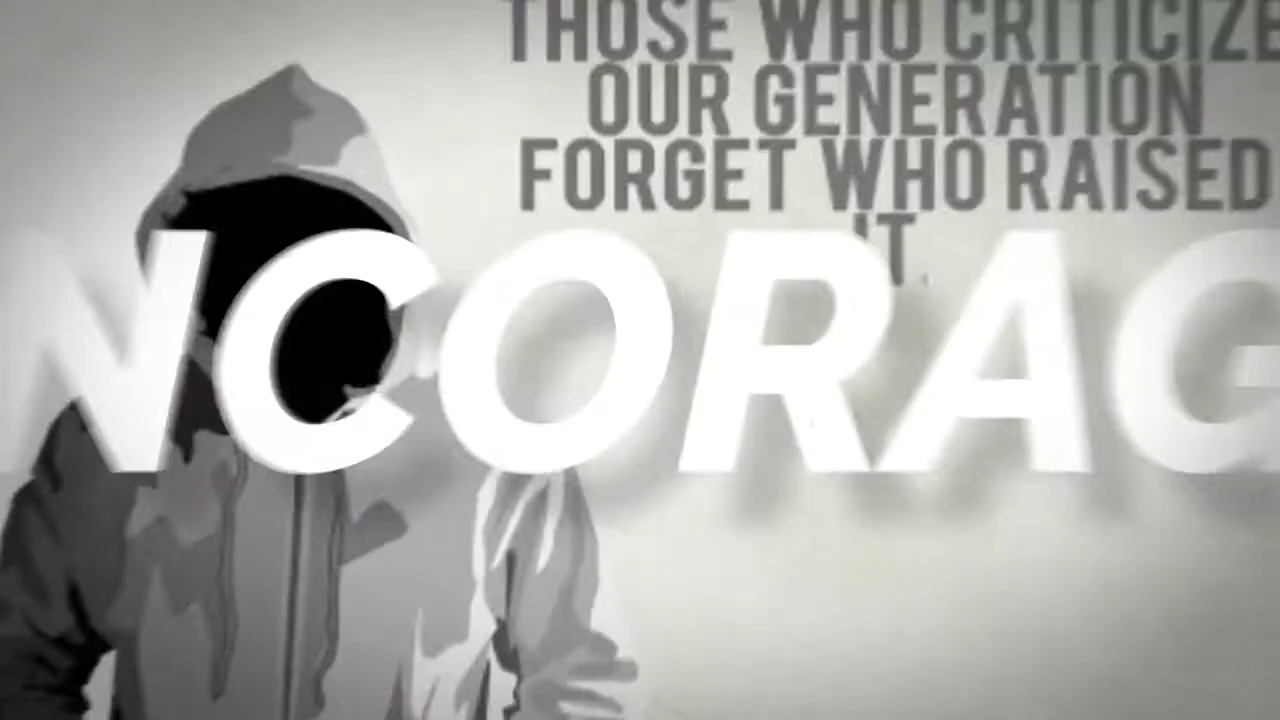 THOSE WHO CRITICIZE
OUR GENERATION
FORGET WHO RAISED
IT.
NCORAG